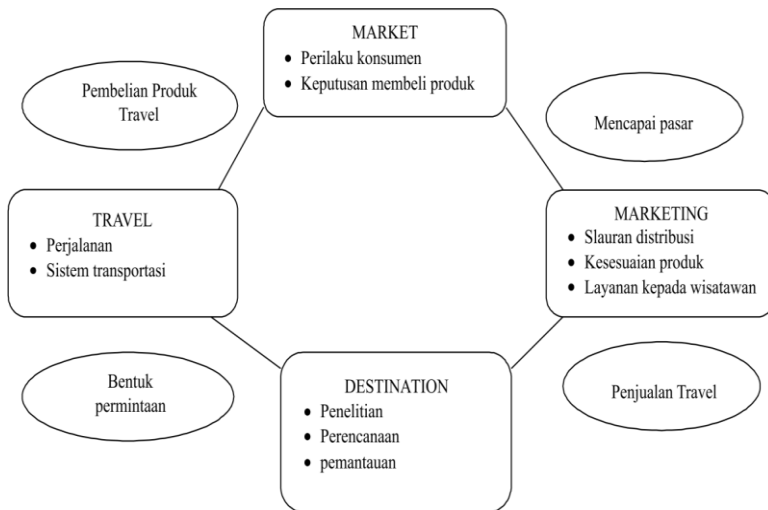 MARKET
• Perilaku konsumen
• Keputusan membeli produk
Pembelian Produk
Travel
Mencapai pasar
TRAVEL
• Perjalanan
• Sistem transportasi
MARKETING
• Slauran distribusi
• Kesesuaian produk
• Layanan kepada wisatawan
Bentuk
permintaan
DESTINATION
• Penelitian
• Perencanaan
• pemantauan
Penjualan Travel